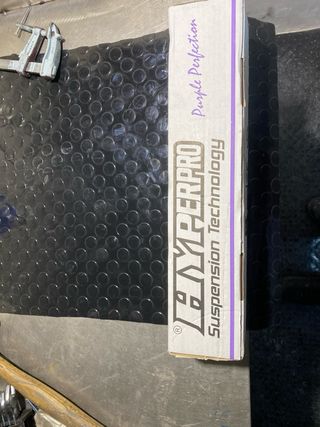 HYPERPRO®
Suspension Technology
Purple Perfection